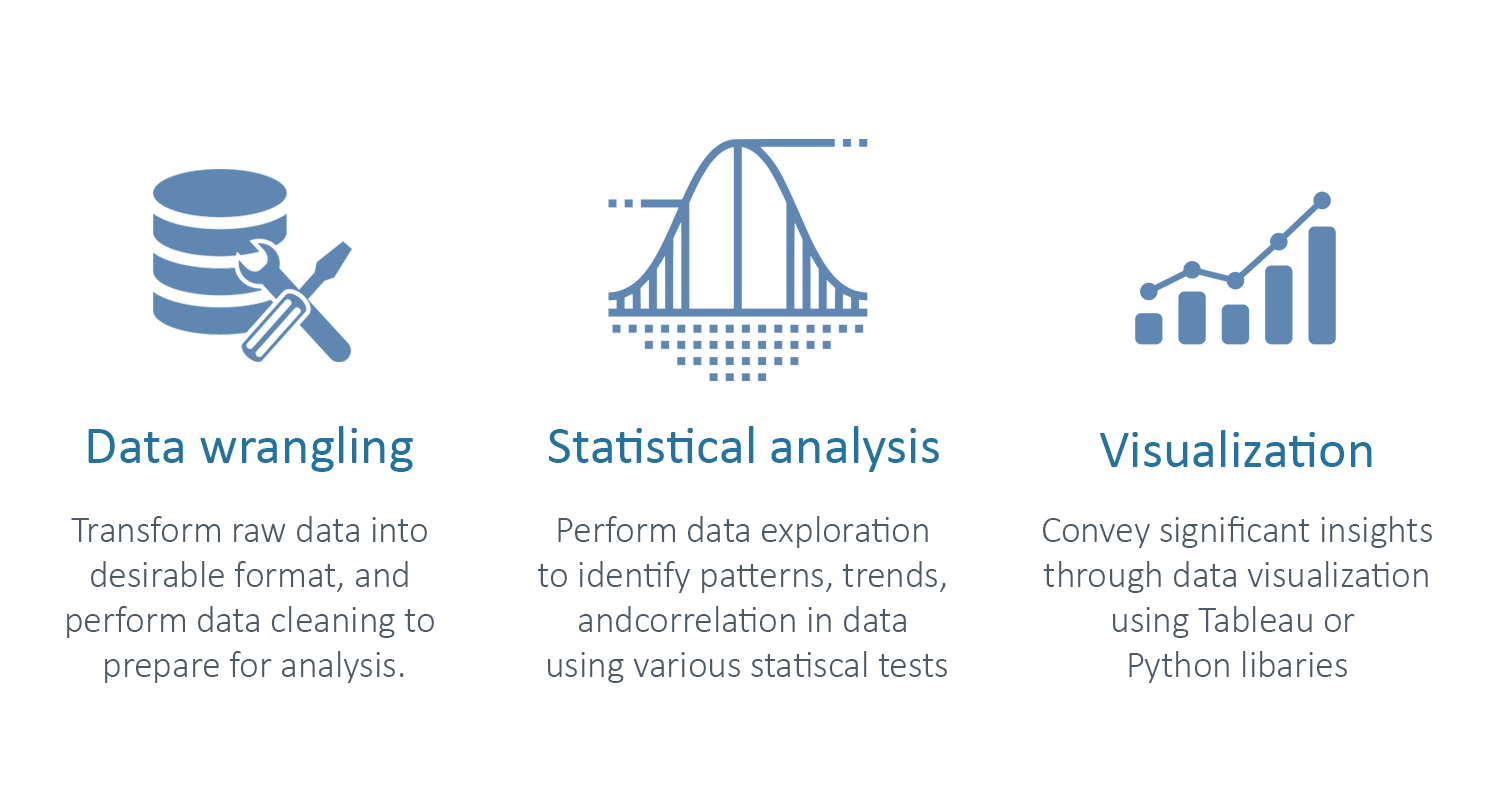 Data wrangling
Transform raw data into
desirable format, and
perform data cleaning to
prepare for analysis.
Statistical analysis
Perform data exploration
to identify patterns, trends,
andcorrelation in data
using various statiscal tests
Visualization
Convey significant insights
through data visualization
using Tableau or
Python libaries